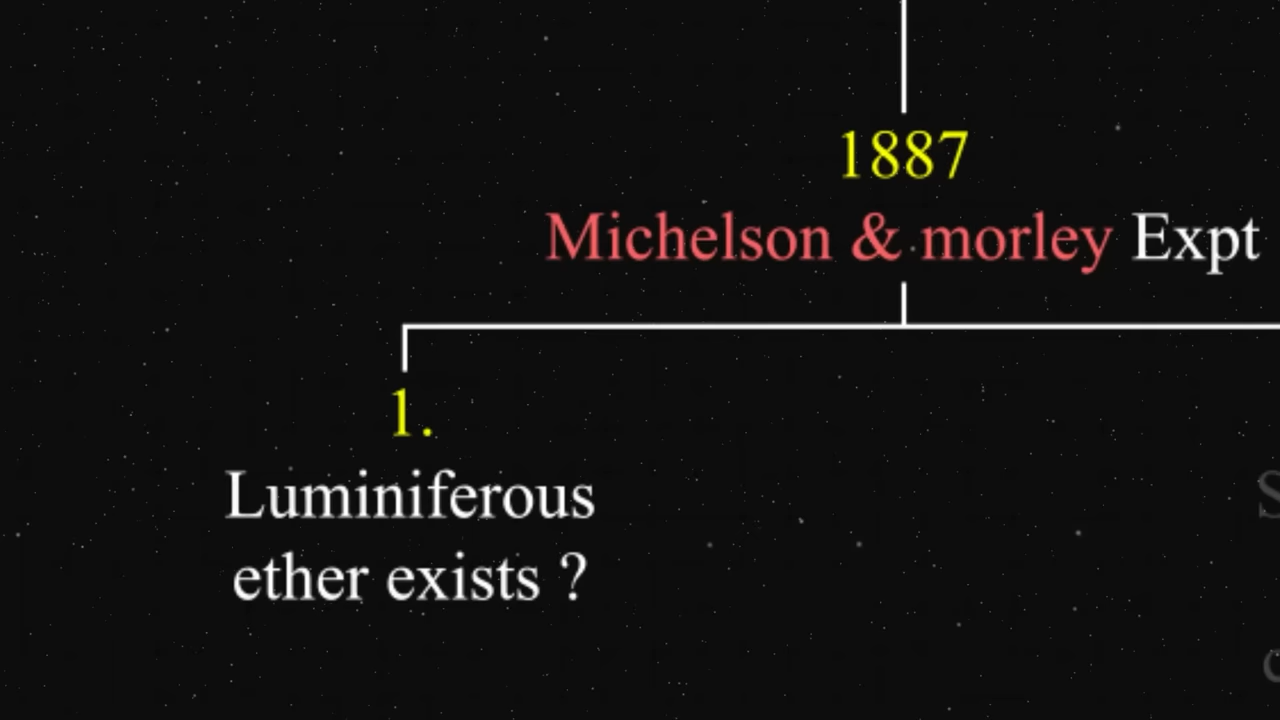 1887
Michelson & morley Expt
1.
Luminiferous
ether exists ?